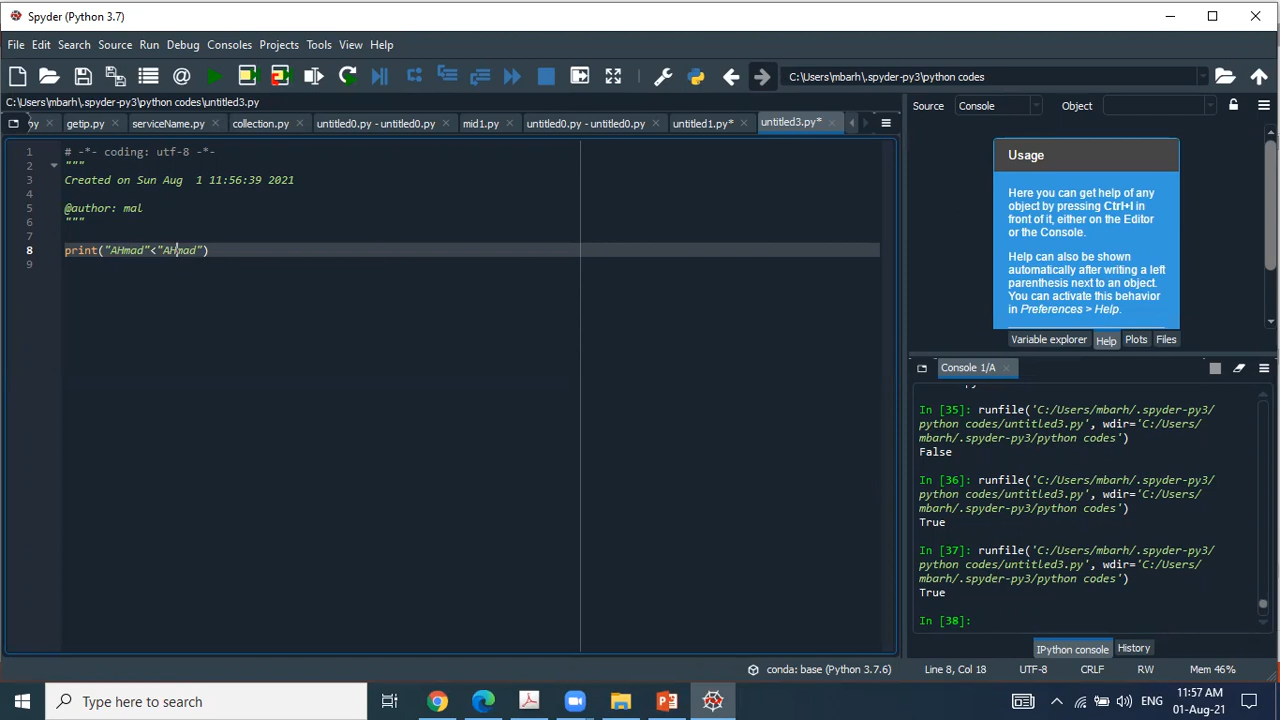 Spyder (Python 3.7)
File Edit Search Source Run Debug Consoles Projects Tools View Help
C:\Users\mbarh\.spyder-py3\python codes
C:\Users\mbarh\.spyder-py3\python codes\untitled3.py
Source Console Object
py getip.py serviceName.py collection.py untitled0.py - untitled0.py mid1.py untitled0.py - untitled0.py untitled1.py* untitled3.py*
1 # -*- coding: utf-8 -*-
2 """
3 Created on Sun Aug  1 11:56:39 2021
4
5 @author: mal
6 """
7
8 print("AHmad"<"AHmad")
9
Usage
Here you can get help of any
object by pressing Ctrl+I in
front of it, either on the Editor
or the Console.
Help can also be shown
automatically after writing a left
parenthesis next to an object.
You can activate this behavior
in Preferences > Help.
Variable explorer Help Plots Files
Console 1/A
In [35]: runfile('C:/Users/mbarh/.spyder-py3/
python codes/untitled3.py', wdir='C:/Users/
mbarh/.spyder-py3/python codes')
False
In [36]: runfile('C:/Users/mbarh/.spyder-py3/
python codes/untitled3.py', wdir='C:/Users/
mbarh/.spyder-py3/python codes')
True
In [37]: runfile('C:/Users/mbarh/.spyder-py3/
python codes/untitled3.py', wdir='C:/Users/
mbarh/.spyder-py3/python codes')
True
In [38]:
IPython console History
conda: base (Python 3.7.6) Line 8, Col 18 UTF-8 CRLF RW Mem 46%
Type here to search
ENG
11:57 AM
01-Aug-21